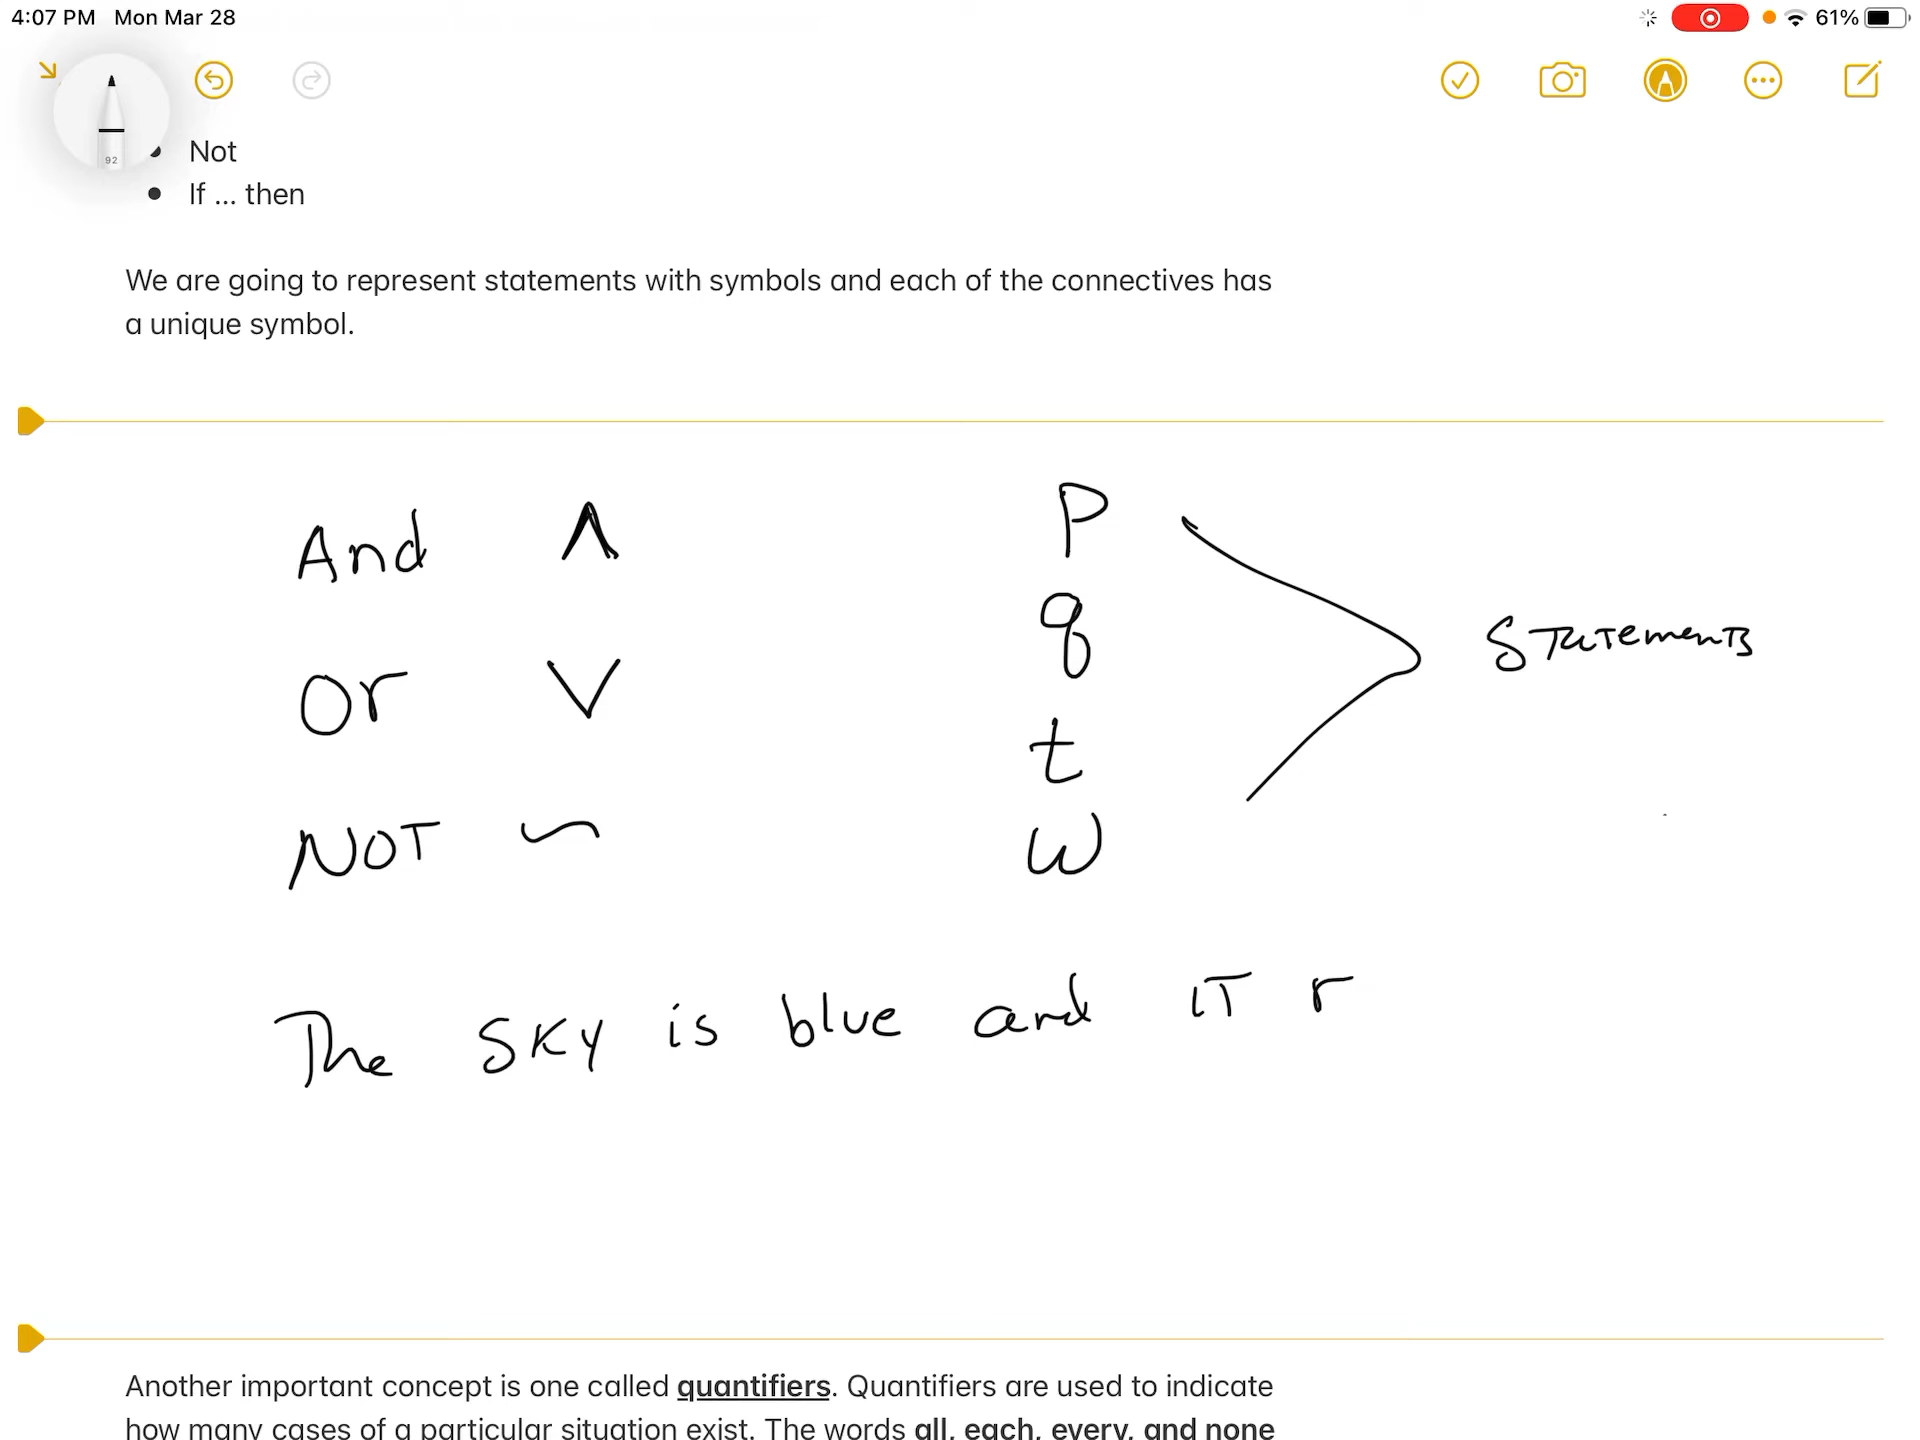 4:07 PM Mon Mar 28 61%
92
Not
If ... then
We are going to represent statements with symbols and each of the connectives has
a unique symbol.
And ∧ P
q Statements
Or ∨
t
NOT ~ W
The SKY is blue and IT r
Another important concept is one called quantifiers. Quantifiers are used to indicate
how many cases of a particular situation exist. The words all, each, every, and none